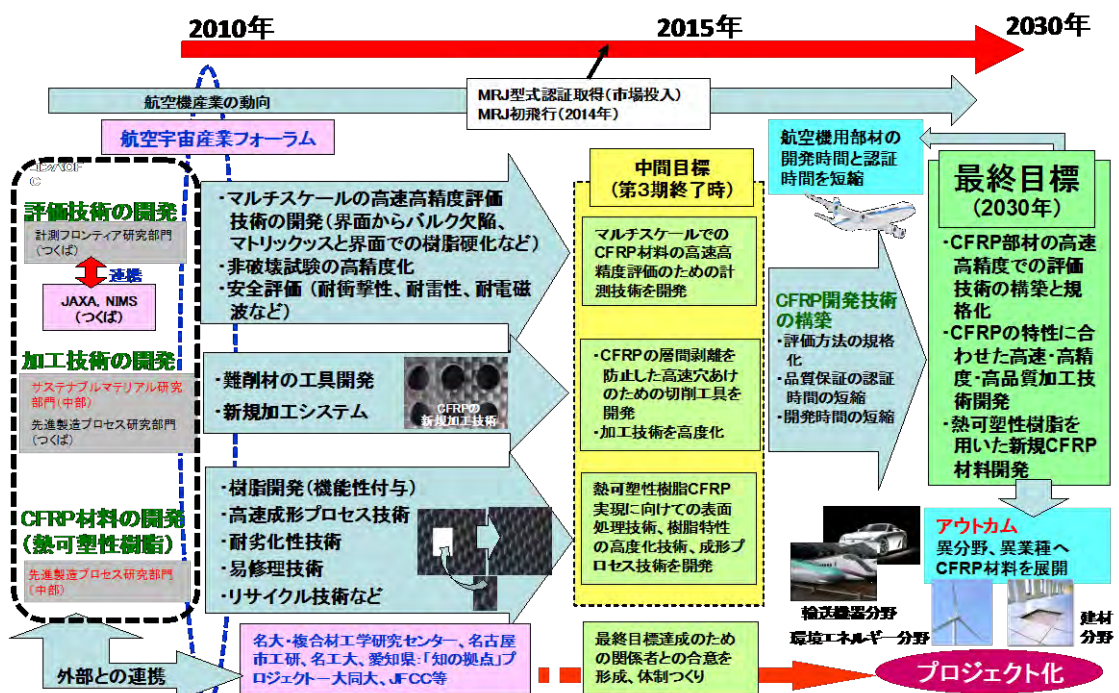 2010年
2015年
2030年
航空機産業の動向
MRJ型式認証取得(市場投入)
MRJ初飛行(2014年)
航空宇宙産業フォーラム
C
評価技術の開発
計測フロンティア研究部門
(つくば)
連携
JAXA, NIMS
(つくば)
加工技術の開発
サステナブルマテリアル研究
部門(中部)
先進製造プロセス研究部門
(つくば)
CFRP材料の開発
(熱可塑性樹脂)
先進製造プロセス研究部門
(中部)
外部との連携
・マルチスケールの高速高精度評価
技術の開発(界面からバルク欠陥、
マトリックッスと界面での樹脂硬化など)
・非破壊試験の高精度化
・安全評価(耐衝撃性、耐雷性、耐電磁
波など)
・難削材の工具開発
・新規加工システム
CFRPの
新規加工技術
・樹脂開発(機能性付与)
・高速成形プロセス技術
・耐劣化性技術
・易修理技術
・リサイクル技術など
名大・複合材工学研究センター、名古屋
市工研、名工大、愛知県:「知の拠点」プ
ロジェクトー大同大、JFCC等
中間目標
(第3期終了時)
マルチスケールでの
CFRP材料の高速高
精度評価のための計
測技術を開発
・CFRPの層間剥離を
防止した高速穴あけ
のための切削工具を
開発
・加工技術を高度化
熱可塑性樹脂CFRP
実現に向けての表面
処理技術、樹脂特性
の高度化技術、成形プ
ロセス技術を開発
最終目標達成のため
の関係者との合意を
形成、体制つくり
航空機用部材の
開発時間と認証
時間を短縮
CFRP開発技術
の構築
・評価方法の規格
化
・品質保証の認証
時間の短縮
・開発時間の短縮
最終目標
(2030年)
・CFRP部材の高速
高精度での評価
技術の構築と規
格化
・CFRPの特性に合
わせた高速・高精
度・高品質加工技
術開発
・熱可塑性樹脂を
用いた新規CFRP
材料開発
アウトカム
異分野、異業種へ
CFRP材料を展開
輸送機器分野
環境エネルギー分野
建材
分野
プロジェクト化